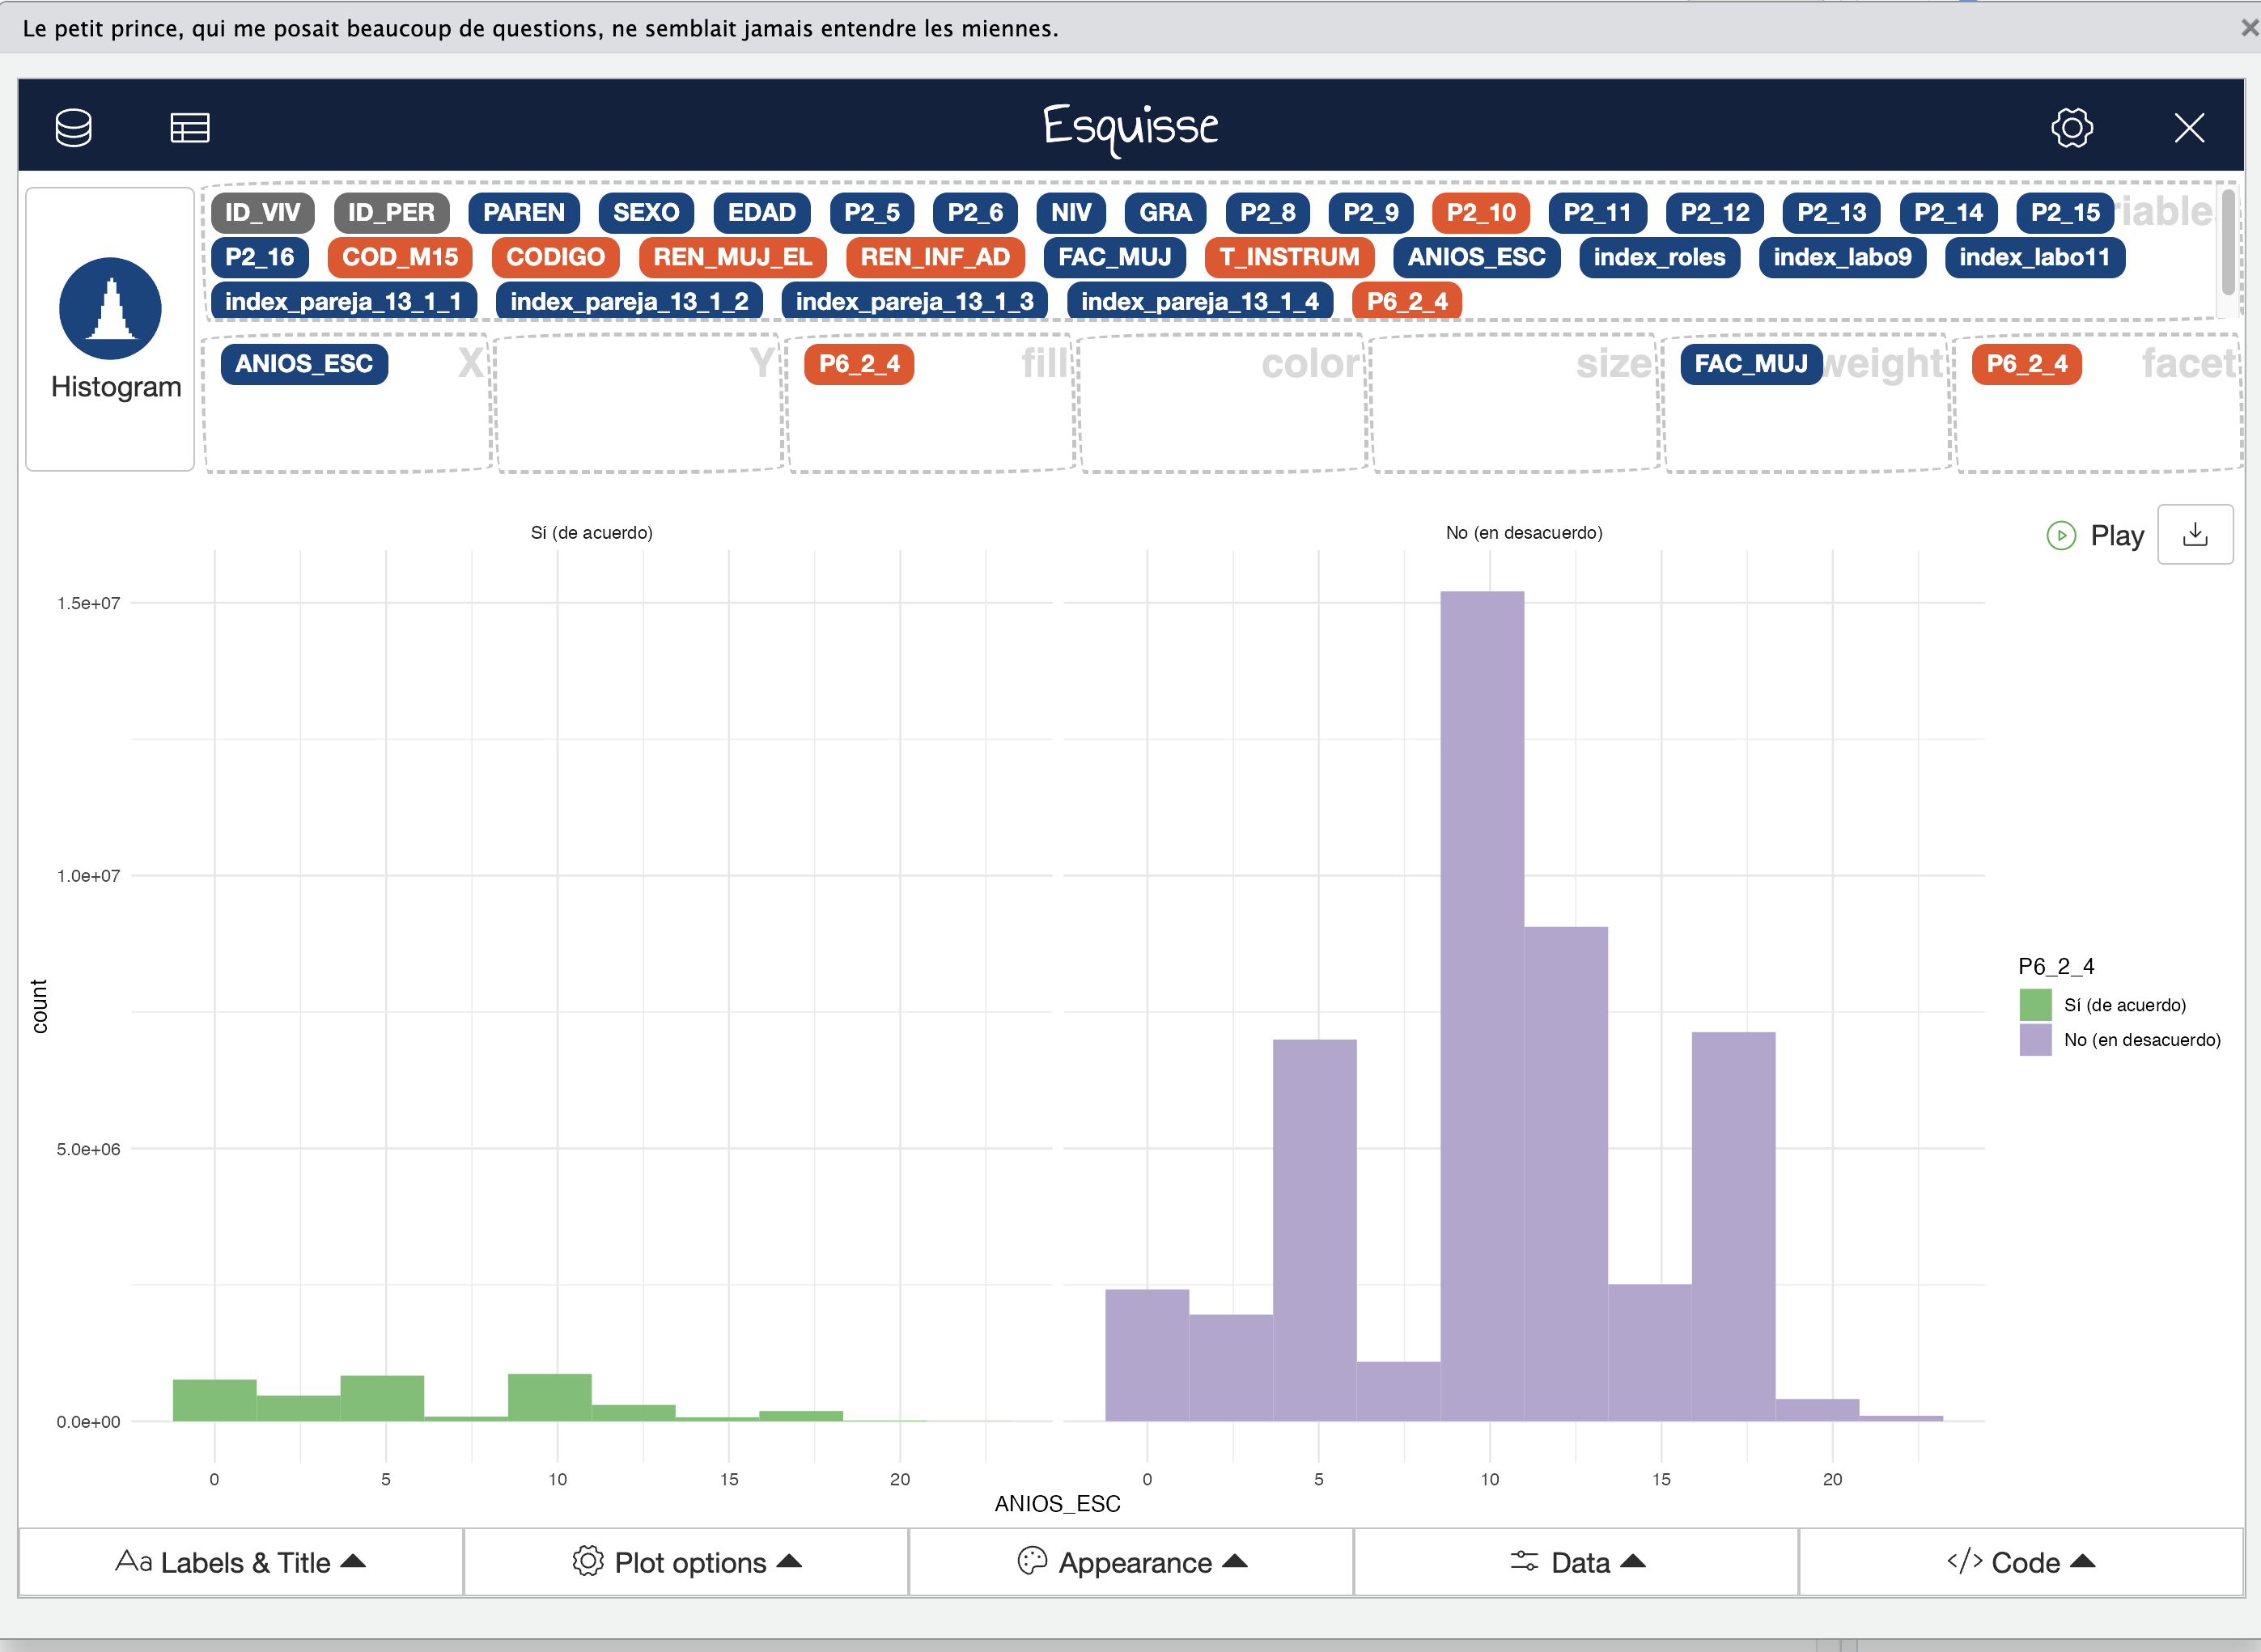 Le petit prince, qui me posait beaucoup de questions, ne semblait jamais entendre les miennes.
Esquisse
Histogram
ID_VIV ID_PER PAREN SEXO EDAD P2_5 P2_6 NIV GRA P2_8 P2_9 P2_10 P2_11 P2_12 P2_13 P2_14 P2_15
P2_16 COD_M15 CODIGO REN_MUJ_EL REN_INF_AD FAC_MUJ T_INSTRUM ANIOS_ESC index_roles index_labo9 index_labo11
index_pareja_13_1_1 index_pareja_13_1_2 index_pareja_13_1_3 index_pareja_13_1_4 P6_2_4
ANIOS_ESC X Y P6_2_4 fill color size FAC_MUJ weight P6_2_4 facet
Sí (de acuerdo) No (en desacuerdo)
Play
1.5e+07
1.0e+07
5.0e+06
0.0e+00
count
0 5 10 15 20 0 5 10 15 20
ANIOS_ESC
P6_2_4
Sí (de acuerdo)
No (en desacuerdo)
Aa Labels & Title Plot options Appearance Data </> Code